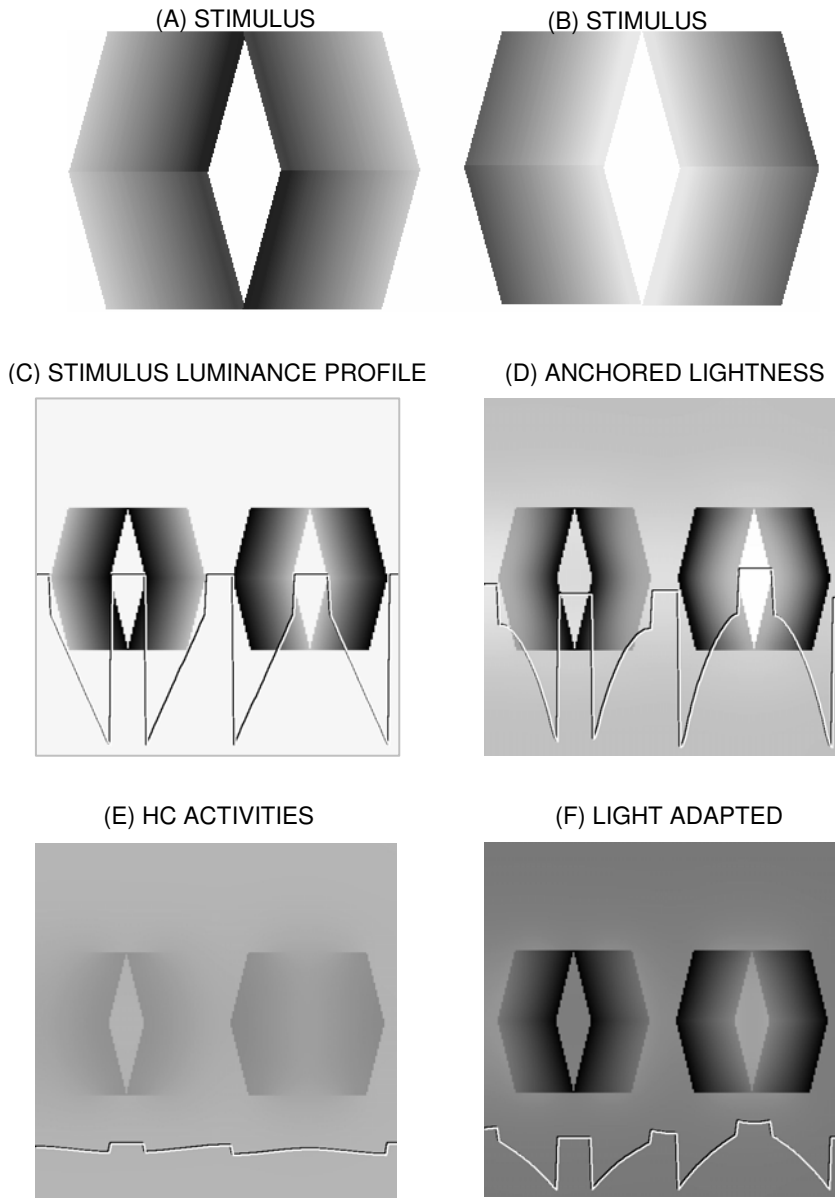 (A) STIMULUS
(B) STIMULUS
(C) STIMULUS LUMINANCE PROFILE
(D) ANCHORED LIGHTNESS
(E) HC ACTIVITIES
(F) LIGHT ADAPTED